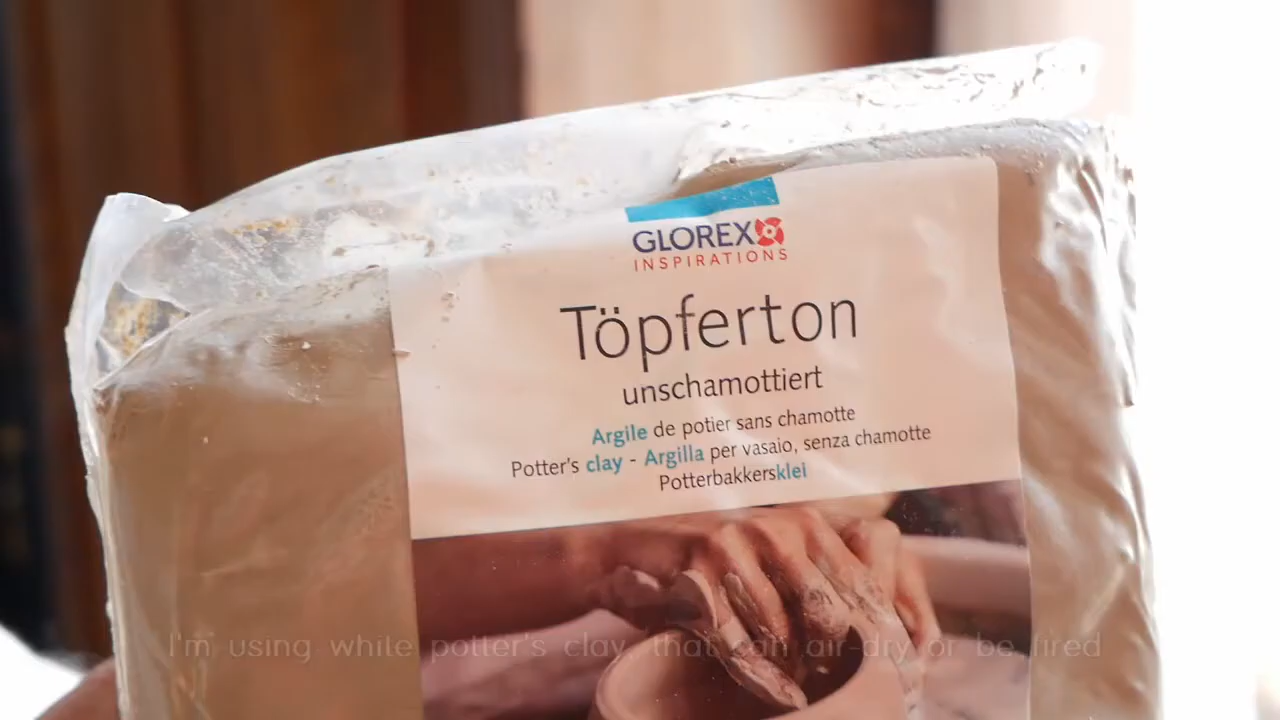 GLOREX
INSPIRATIONS
Töpferton
unschamottiert
Argile de potier sans chamotte
Potter's clay - Argilla per vasaio, senza chamotte
Potterbakkersklei
I'm using white potter's clay, that can air-dry or be fired